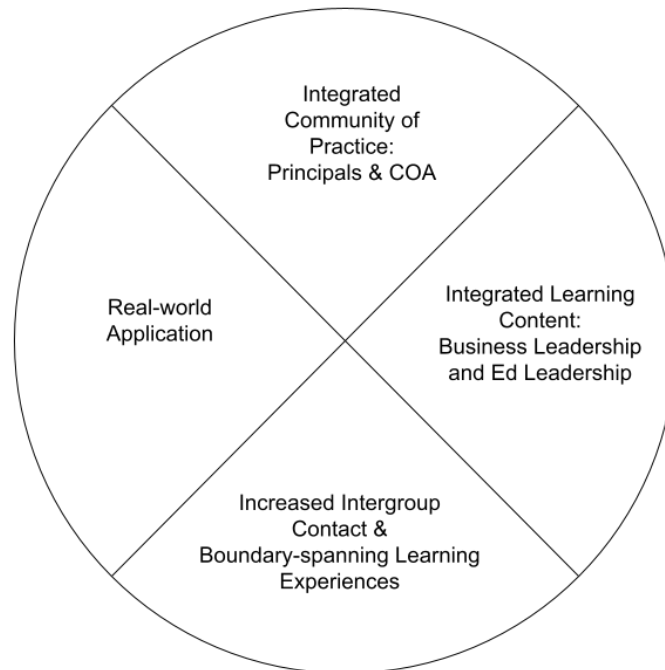 Integrated
Community of
Practice:
Principals & COA
Real-world
Application
Integrated Learning
Content:
Business Leadership
and Ed Leadership
Increased Intergroup
Contact &
Boundary-spanning Learning
Experiences